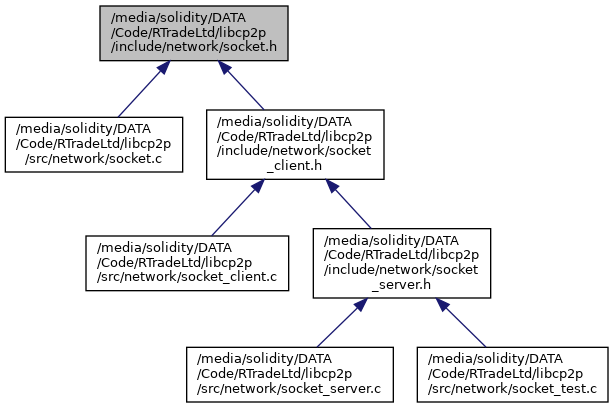 /media/solidity/DATA
/Code/RTradeLtd/libcp2p
/include/network/socket.h
/media/solidity/DATA
/Code/RTradeLtd/libcp2p
/src/network/socket.c
/media/solidity/DATA
/Code/RTradeLtd/libcp2p
/include/network/socket
_client.h
/media/solidity/DATA
/Code/RTradeLtd/libcp2p
/src/network/socket_client.c
/media/solidity/DATA
/Code/RTradeLtd/libcp2p
/include/network/socket
_server.h
/media/solidity/DATA
/Code/RTradeLtd/libcp2p
/src/network/socket_server.c
/media/solidity/DATA
/Code/RTradeLtd/libcp2p
/src/network/socket_test.c